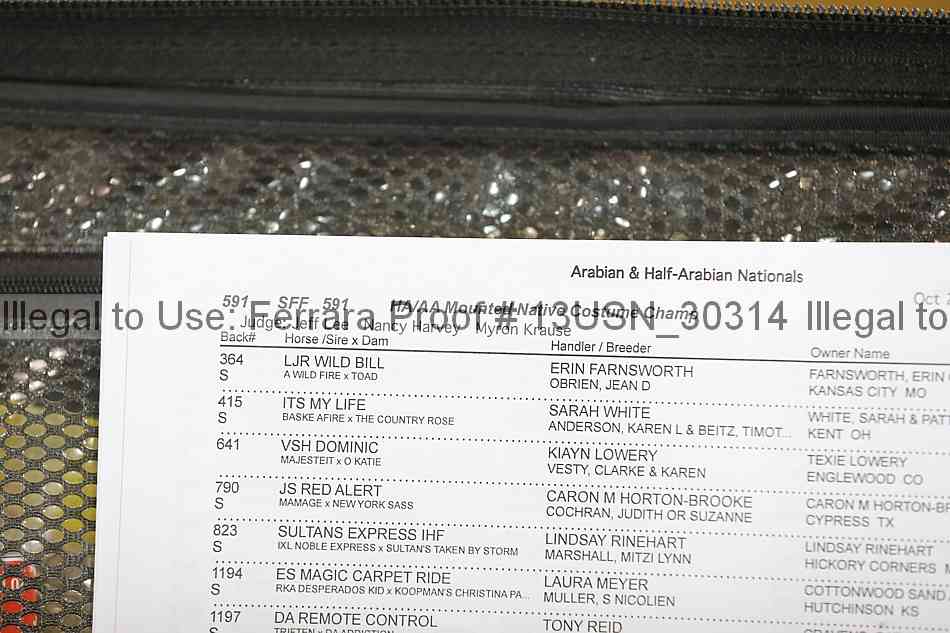 Arabian & Half-Arabian Nationals
Oct
591 SFF 591 HA/AA Mounted Native Costume Champ
Illegal to Use: Ferrara Proof # 13USN_30314 Illegal to
Judge: Jeff Lee Nancy Harvey Myron Krause
Back# Horse /Sire x Dam Handler / Breeder Owner Name
364 LJR WILD BILL ERIN FARNSWORTH FARNSWORTH, ERIN
S A WILD FIRE x TOAD OBRIEN, JEAN D KANSAS CITY MO
415 ITS MY LIFE SARAH WHITE WHITE, SARAH & PAT
S BASKE AFIRE x THE COUNTRY ROSE ANDERSON, KAREN L & BEITZ, TIMOT... KENT OH
641 VSH DOMINIC KIAYN LOWERY TEXIE LOWERY
MAJESTEIT x O KATIE VESTY, CLARKE & KAREN ENGLEWOOD CO
790 JS RED ALERT CARON M HORTON-BROOKE CARON M HORTON-B
S MAMAGE x NEW YORK SASS COCHRAN, JUDITH OR SUZANNE CYPRESS TX
823 SULTANS EXPRESS IHF LINDSAY RINEHART LINDSAY RINEHART
S IXL NOBLE EXPRESS x SULTAN'S TAKEN BY STORM MARSHALL, MITZI LYNN HICKORY CORNERS
1194 ES MAGIC CARPET RIDE LAURA MEYER COTTONWOOD SAND
S RKA DESPERADOS KID x KOOPMAN'S CHRISTINA PA... MULLER, S NICOLIEN HUTCHINSON KS
1197 DA REMOTE CONTROL TONY REID